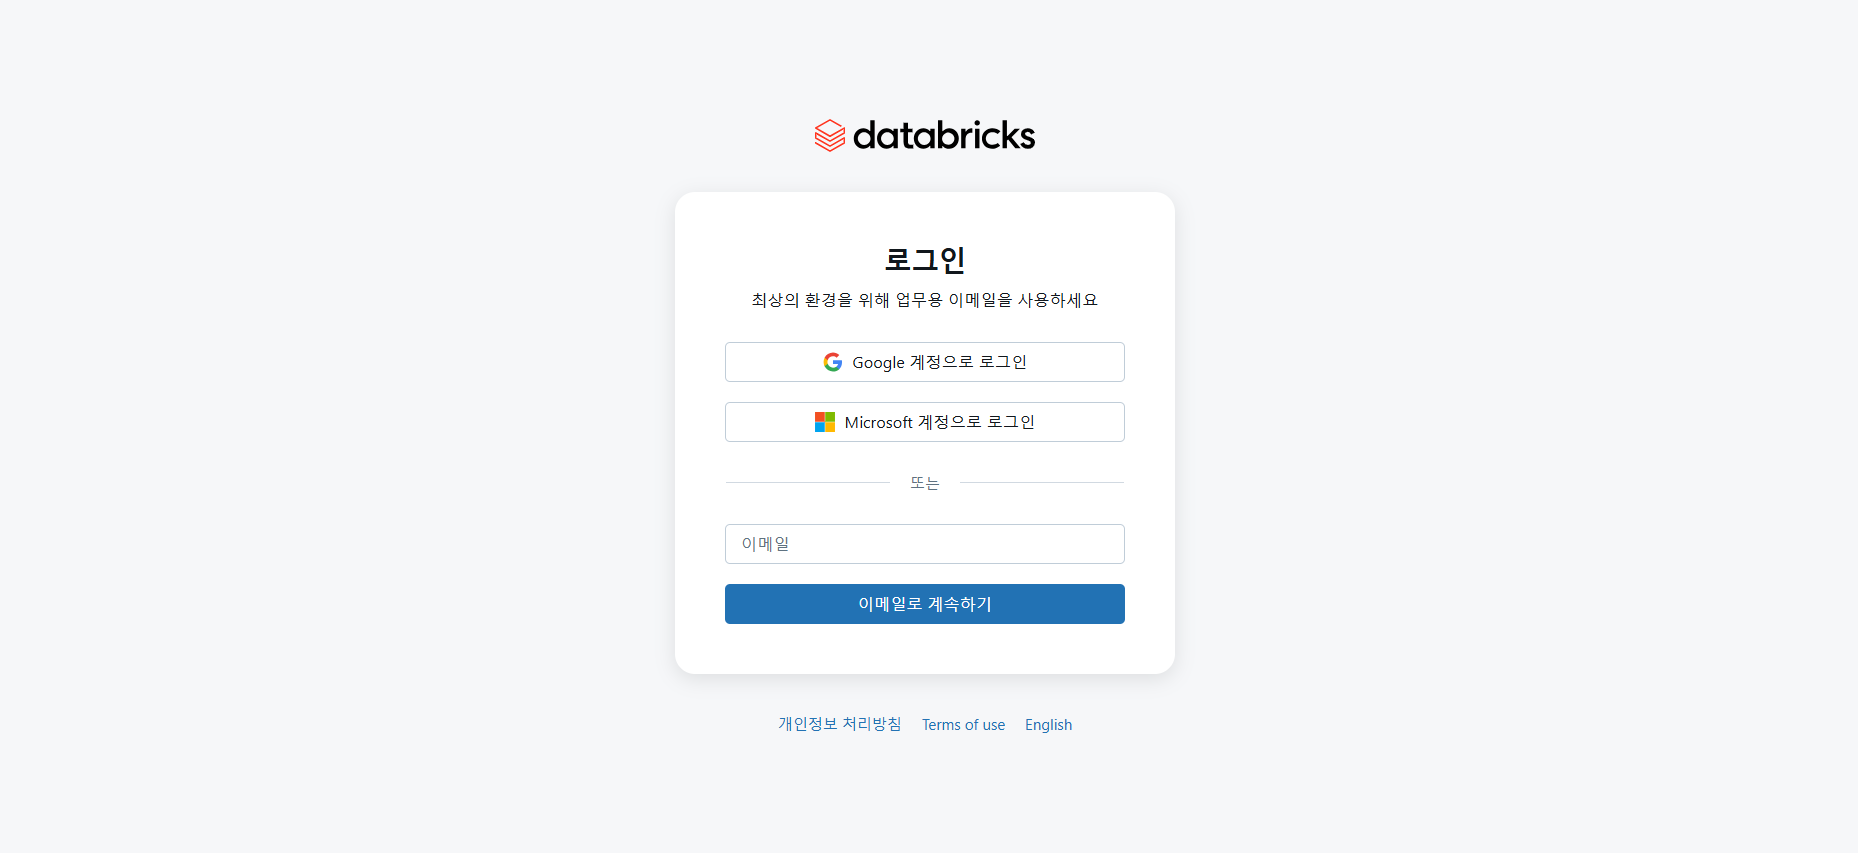 databricks
로그인
최상의 환경을 위해 업무용 이메일을 사용하세요
Google 계정으로 로그인
Microsoft 계정으로 로그인
또는
이메일
이메일로 계속하기
개인정보 처리방침 Terms of use English